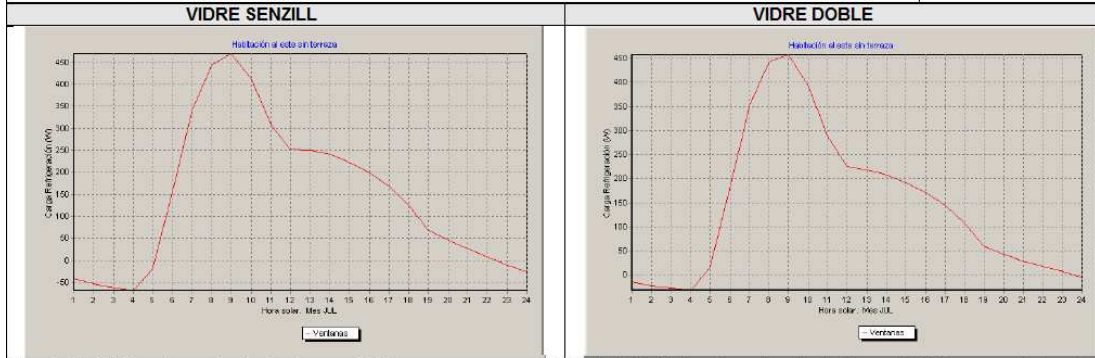 VIDRE SENZILL
VIDRE DOBLE
Habitación al este sin terraza
Carga Refrigeración (W)
450
400
350
300
250
200
150
100
50
0
-50
1 2 3 4 5 6 7 8 9 10 11 12 13 14 15 16 17 18 19 20 21 22 23 24
Hora solar. Mes JUL
Ventanas
Habitación al este sin terraza
Carga Refrigeración (W)
450
400
350
300
250
200
150
100
50
0
1 2 3 4 5 6 7 8 9 10 11 12 13 14 15 16 17 18 19 20 21 22 23 24
Hora solar. Mes JUL
Ventanas